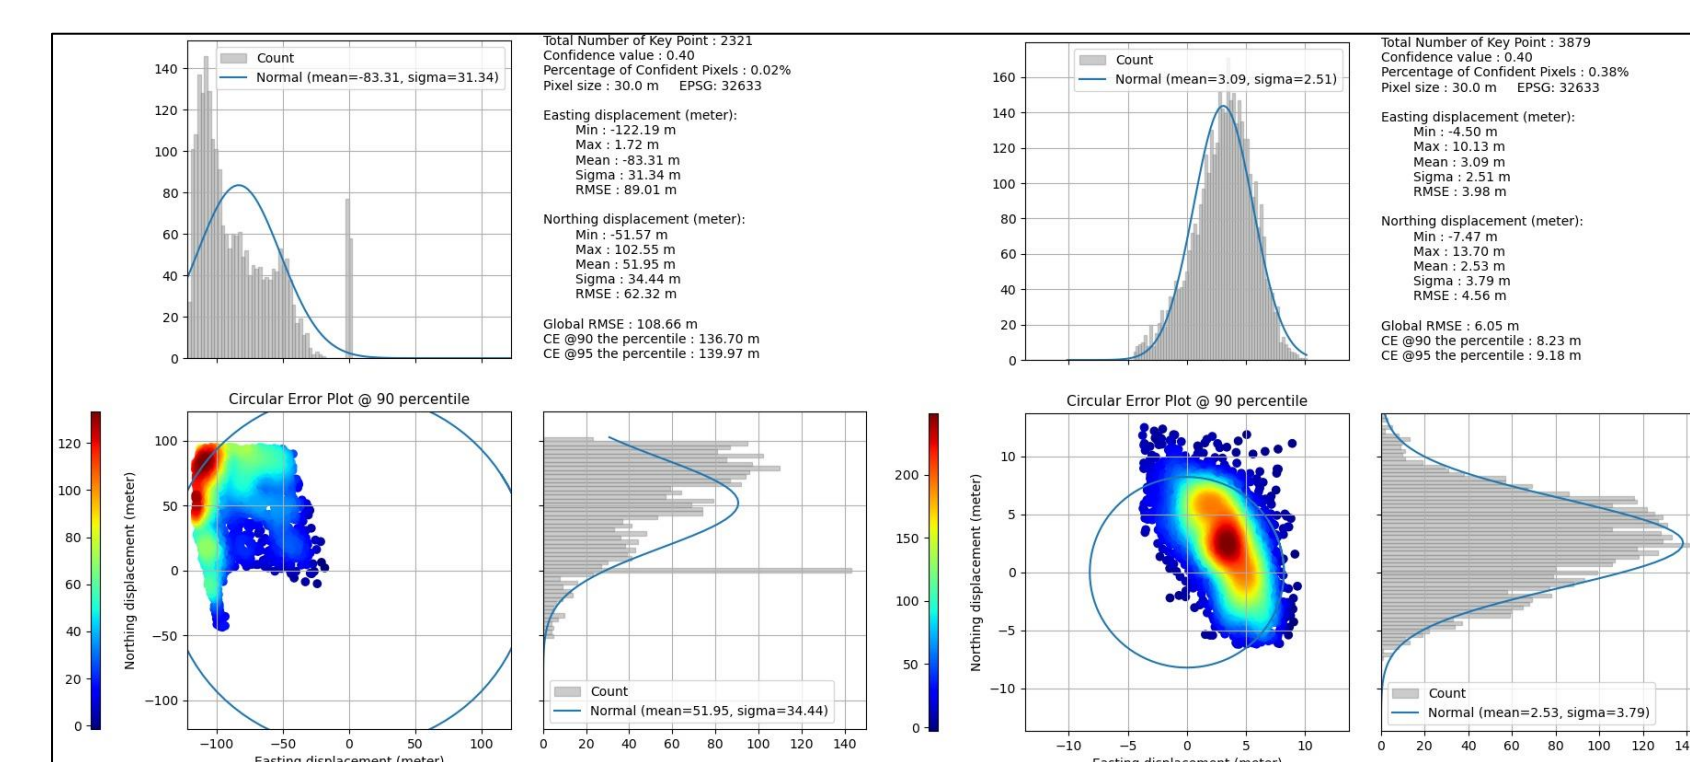 Count
Normal (mean=-83.31, sigma=31.34)
140
120
100
80
60
40
20
0
Total Number of Key Point : 2321
Confidence value : 0.40
Percentage of Confident Pixels : 0.02%
Pixel size : 30.0 m EPSG: 32633
Easting displacement (meter):
Min : -122.19 m
Max : 1.72 m
Mean : -83.31 m
Sigma : 31.34 m
RMSE : 89.01 m
Northing displacement (meter):
Min : -51.57 m
Max : 102.55 m
Mean : 51.95 m
Sigma : 34.44 m
RMSE : 62.32 m
Global RMSE : 108.66 m
CE @90 the percentile : 136.70 m
CE @95 the percentile : 139.97 m
Count
Normal (mean=3.09, sigma=2.51)
160
140
120
100
80
60
40
20
0
Total Number of Key Point : 3879
Confidence value : 0.40
Percentage of Confident Pixels : 0.38%
Pixel size : 30.0 m EPSG: 32633
Easting displacement (meter):
Min : -4.50 m
Max : 10.13 m
Mean : 3.09 m
Sigma : 2.51 m
RMSE : 3.98 m
Northing displacement (meter):
Min : -7.47 m
Max : 13.70 m
Mean : 2.53 m
Sigma : 3.79 m
RMSE : 4.56 m
Global RMSE : 6.05 m
CE @90 the percentile : 8.23 m
CE @95 the percentile : 9.18 m
Circular Error Plot @ 90 percentile
120
100
80
60
40
20
0
Northing displacement (meter)
100
50
0
−50
−100
−100 −50 0 50 100
Easting displacement (meter)
Count
Normal (mean=51.95, sigma=34.44)
0 20 40 60 80 100 120 140
Circular Error Plot @ 90 percentile
200
150
100
50
0
Northing displacement (meter)
10
5
0
−5
−10
−10 −5 0 5 10
Easting displacement (meter)
Count
Normal (mean=2.53, sigma=3.79)
0 20 40 60 80 100 120